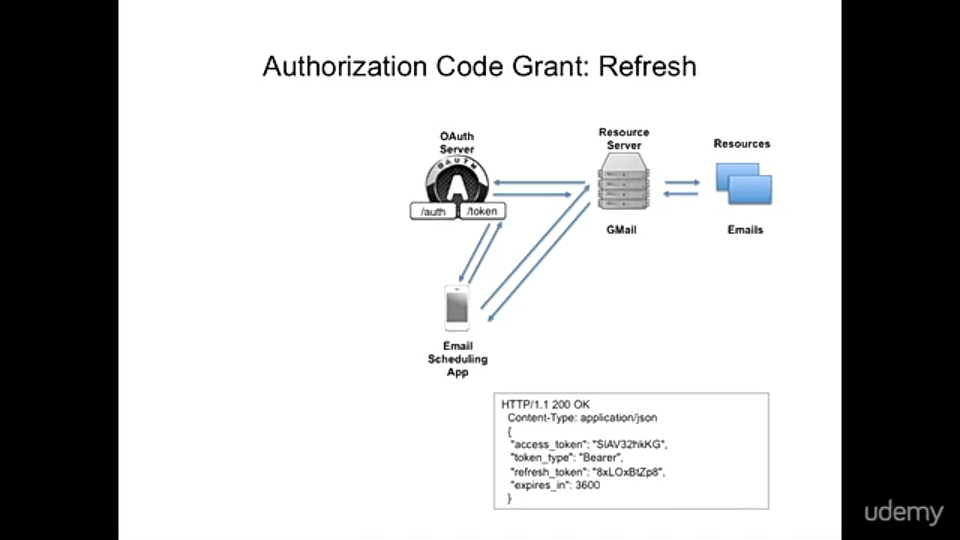 Authorization Code Grant: Refresh
OAuth
Server
OAUTH
/auth
/token
Resource
Server
GMail
Resources
Emails
Email
Scheduling
App
HTTP/1.1 200 OK
Content-Type: application/json
{
"access_token": "SlAV32hkKG",
"token_type": "Bearer",
"refresh_token": "8xLOxBtZp8",
"expires_in": 3600
}
udemy